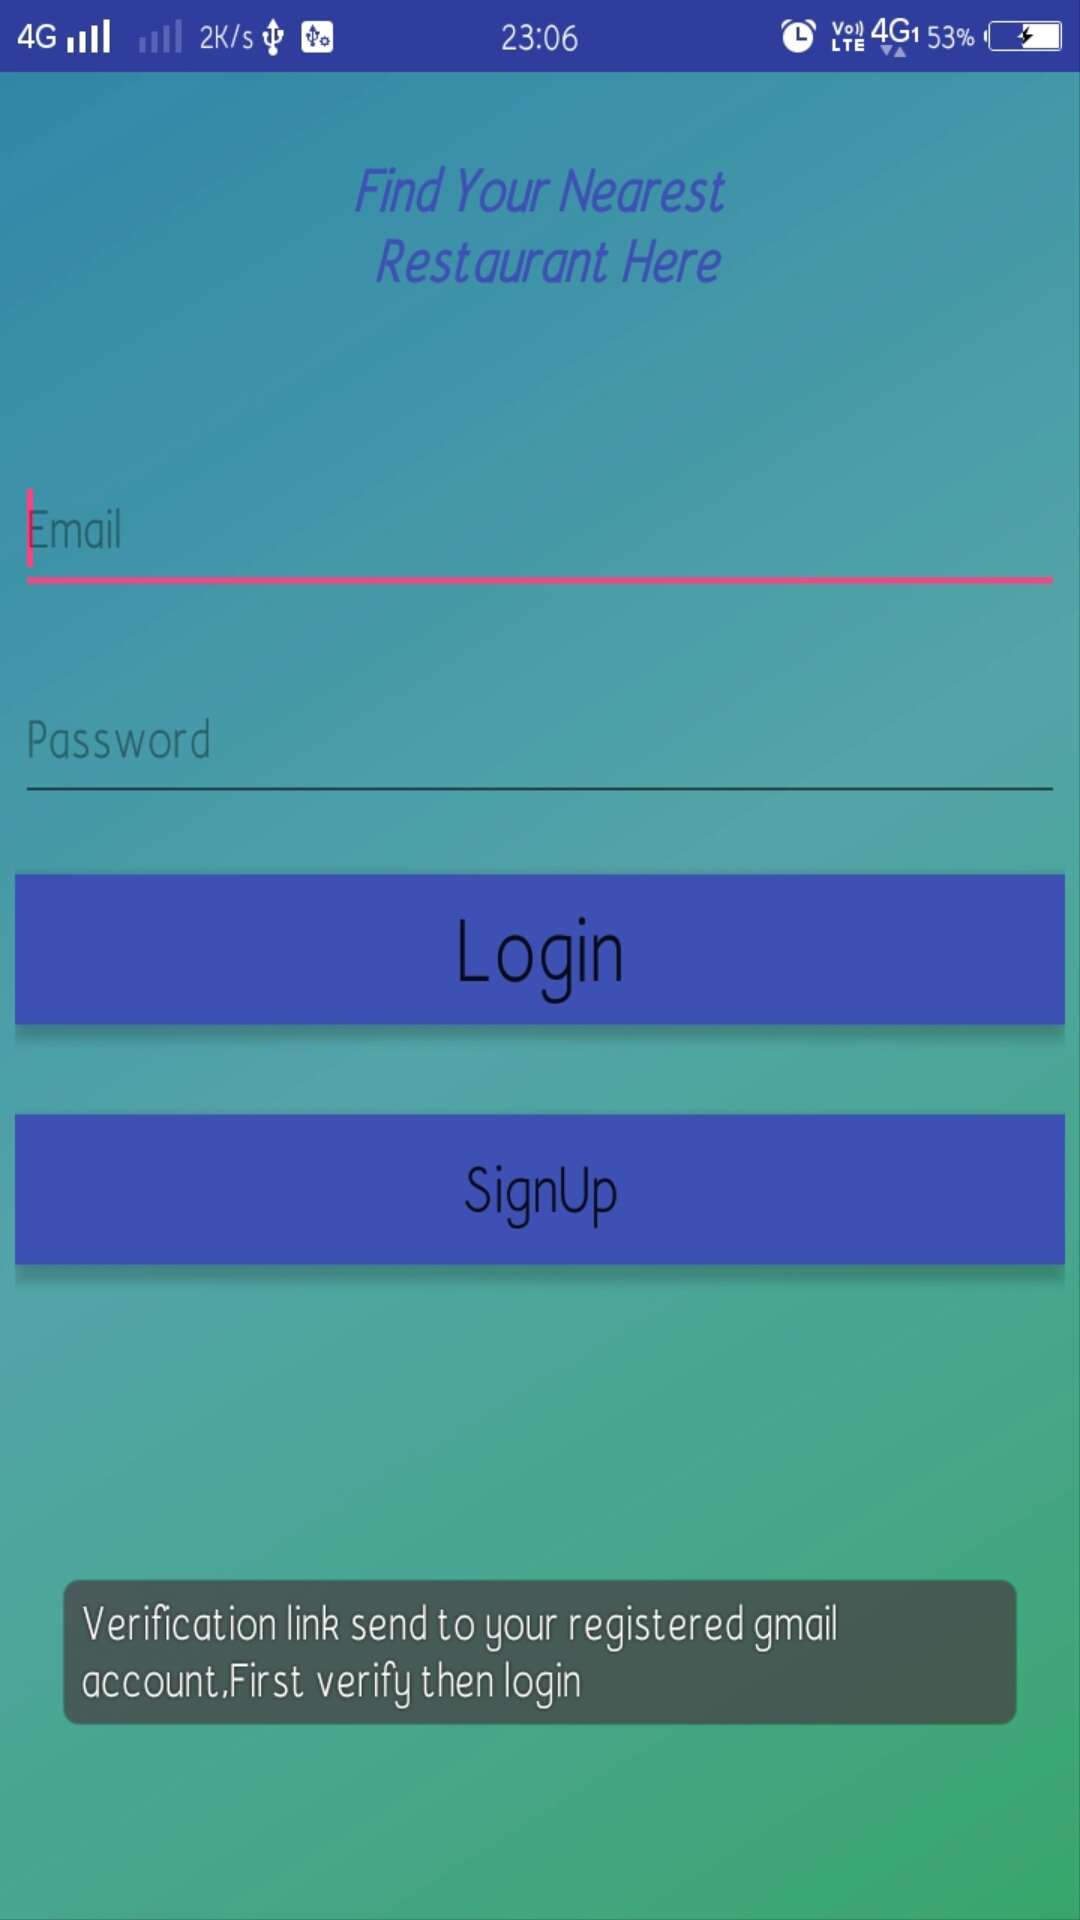 4G 2K/s 23:06 Vo)) LTE 4G1 53%
Find Your Nearest
Restaurant Here
Email
Password
Login
SignUp
Verification link send to your registered gmail
account,First verify then login